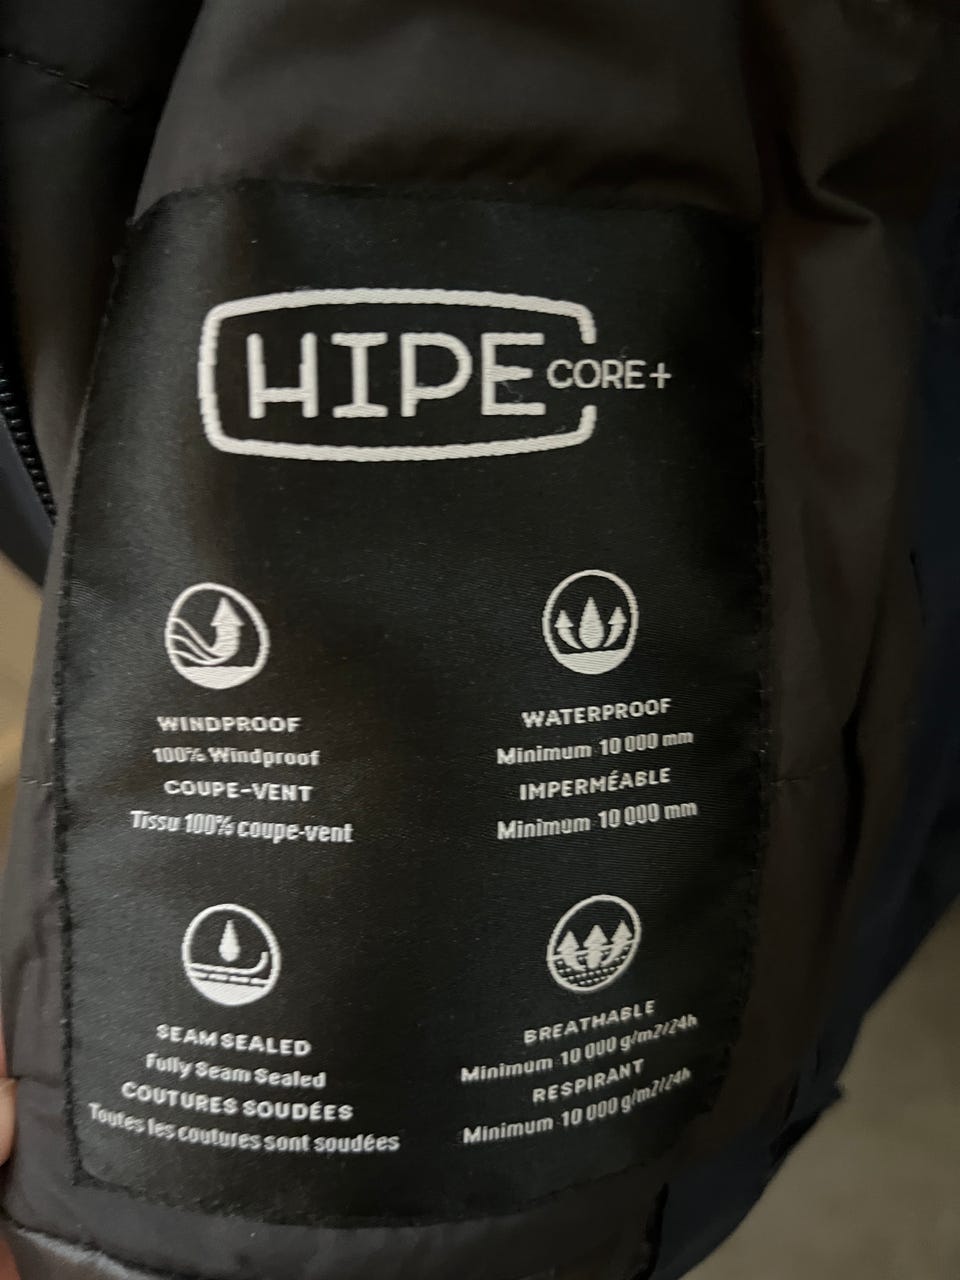 HIPE CORE+
WINDPROOF
100% Windproof
COUPE-VENT
Tissu 100% coupe-vent
WATERPROOF
Minimum 10 000 mm
IMPERMÉABLE
Minimum 10 000 mm
SEAM SEALED
Fully Seam Sealed
COUTURES SOUDÉES
Toutes les coutures sont soudées
BREATHABLE
Minimum 10 000 g/m2/24h
RESPIRANT
Minimum 10 000 g/m2/24h